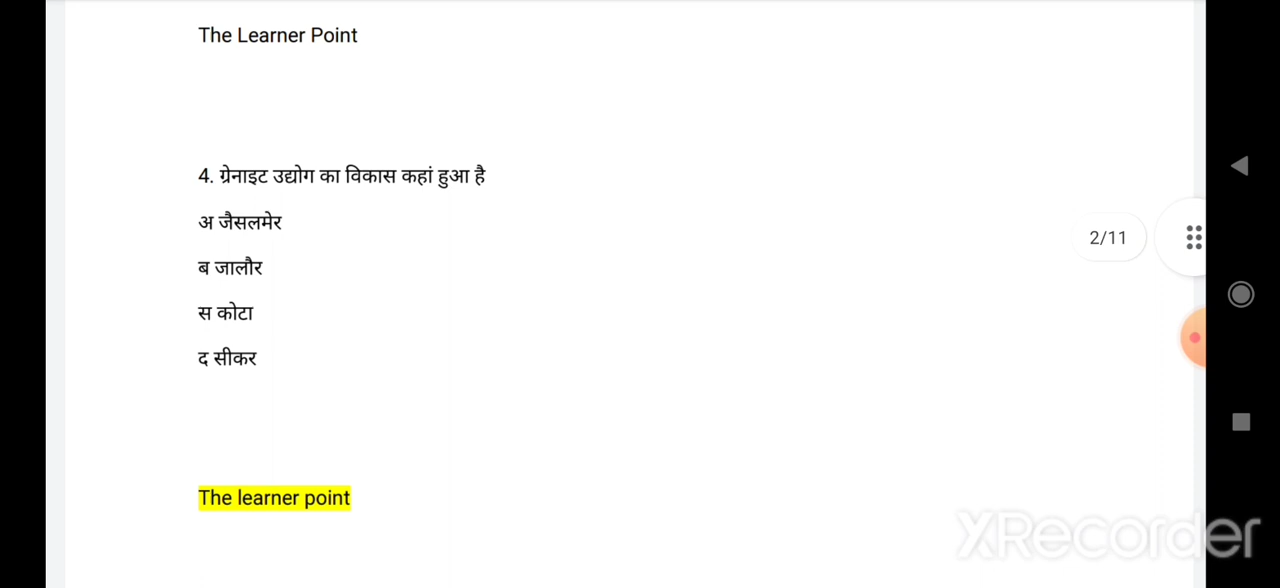 The Learner Point
4. ग्रेनाइट उद्योग का विकास कहां हुआ है
अ जैसलमेर
2/11
ब जालौर
स कोटा
द सीकर
The learner point
XRecorder